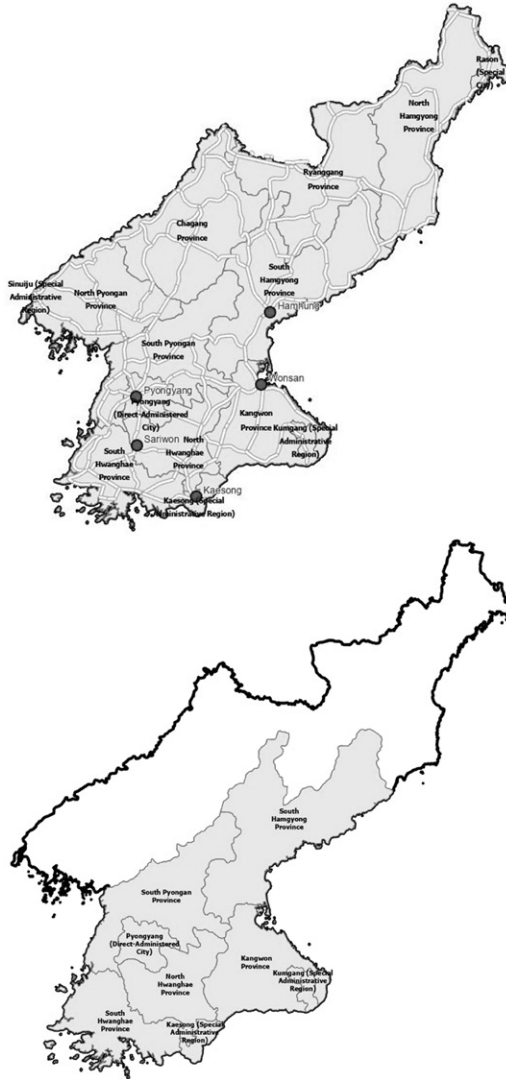 Rason
(Special
City)
North
Hamgyong
Province
Ryanggang
Province
Chagang
Province
South
Hamgyong
Province
Hamhung
Sinuiju (Special
Administrative
Region)
North Pyongan
Province
South Pyongan
Province
Wonsan
Pyongyang
Pyongyang
(Direct-Administered
City)
Kangwon
Province
Kumgang (Special
Administrative
Region)
Sariwon
North
Hwanghae
Province
South
Hwanghae
Province
Kaesong
Kaesong (Special
Administrative Region)
South
Hamgyong
Province
South Pyongan
Province
Pyongyang
(Direct-Administered
City)
Kangwon
Province
North
Hwanghae
Province
Kumgang (Special
Administrative
Region)
South
Hwanghae
Province
Kaesong (Special
Administrative
Region)